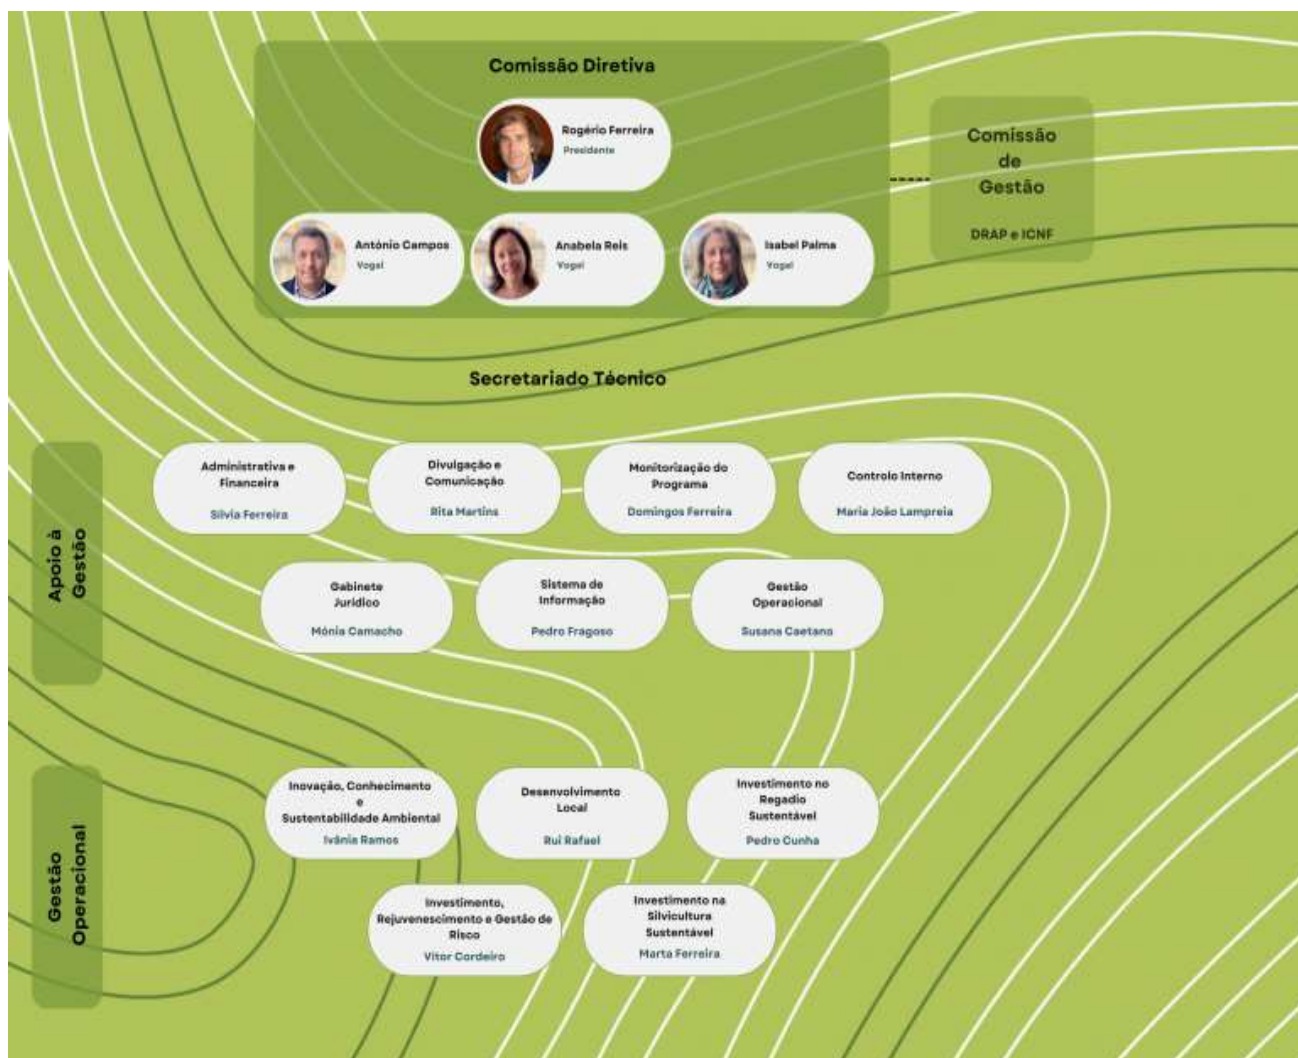 Comissão Diretiva
Rogério Ferreira
Presidente
António Campos
Vogal
Anabela Reis
Vogal
Isabel Palma
Vogal
Comissão
de
Gestão
DRAP e ICNF
Secretariado Técnico
Apoio à
Gestão
Administrativa e
Financeira
Sílvia Ferreira
Divulgação e
Comunicação
Rita Martins
Monitorização do
Programa
Domingos Ferreira
Controlo Interno
Maria João Lampreia
Gabinete
Jurídico
Mónia Camacho
Sistema de
Informação
Pedro Fragoso
Gestão
Operacional
Susana Caetano
Gestão
Operacional
Inovação, Conhecimento
e
Sustentabilidade Ambiental
Ivânia Ramos
Desenvolvimento
Local
Rui Rafael
Investimento no
Regadio
Sustentável
Pedro Cunha
Investimento,
Rejuvenescimento e Gestão de
Risco
Vitor Cordeiro
Investimento na
Silvicultura
Sustentável
Marta Ferreira